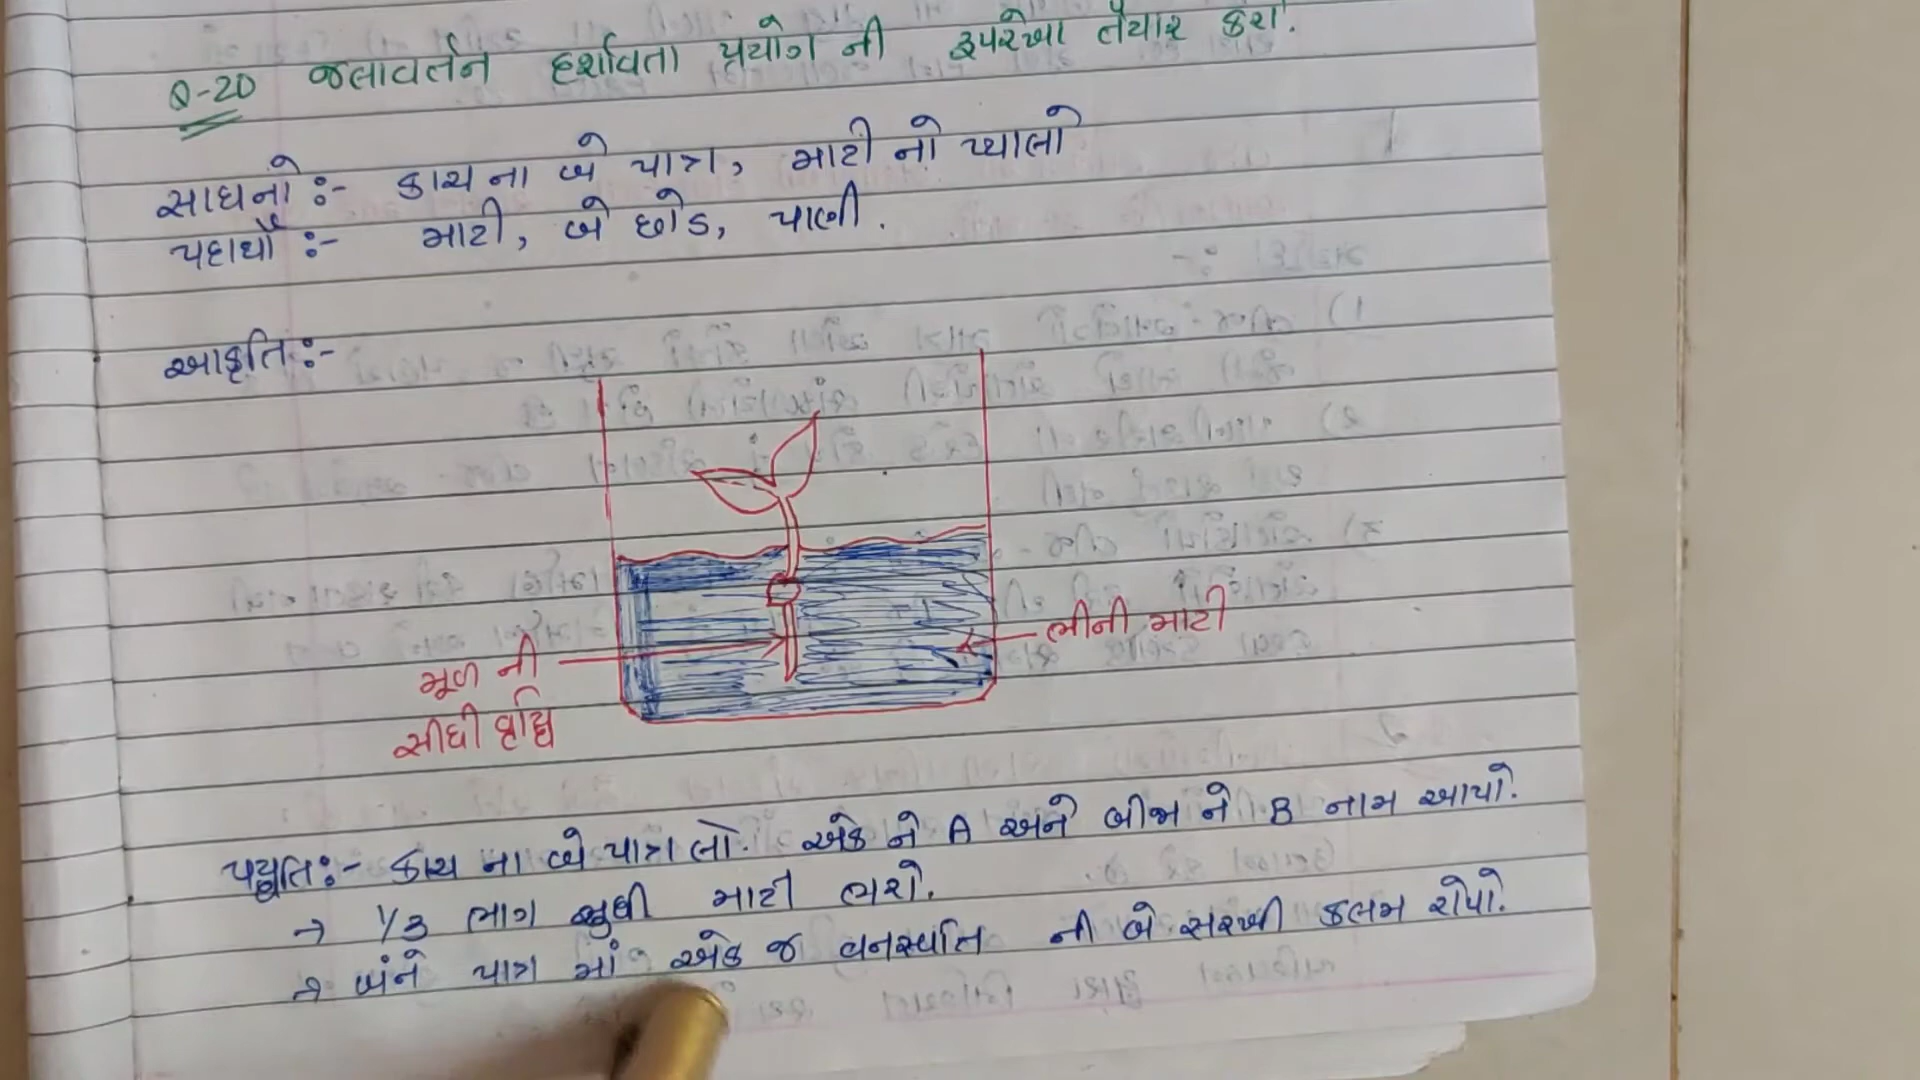 Q-20 જલાવર્તન દર્શાવતા પ્રયોગ ની રૂપરેખા તૈયાર કરો.
સાધનો :- કાચ ના બે પાત્ર, માટી નો પ્યાલો
પદાર્થો :- માટી, બે છોડ, પાણી.
આકૃતિ :-
ભીની માટી
મૂળ ની
સીધી વૃદ્ધિ
પદ્ધતિ :- કાચ ના બે પાત્ર લો. એક ને A અને બીજા ને B નામ આપો.
→ 1/3 ભાગ સુધી માટી ભરો.
→ બંને પાત્ર માં એક જ વનસ્પતિ ની બે સરખી કલમ રોપો.